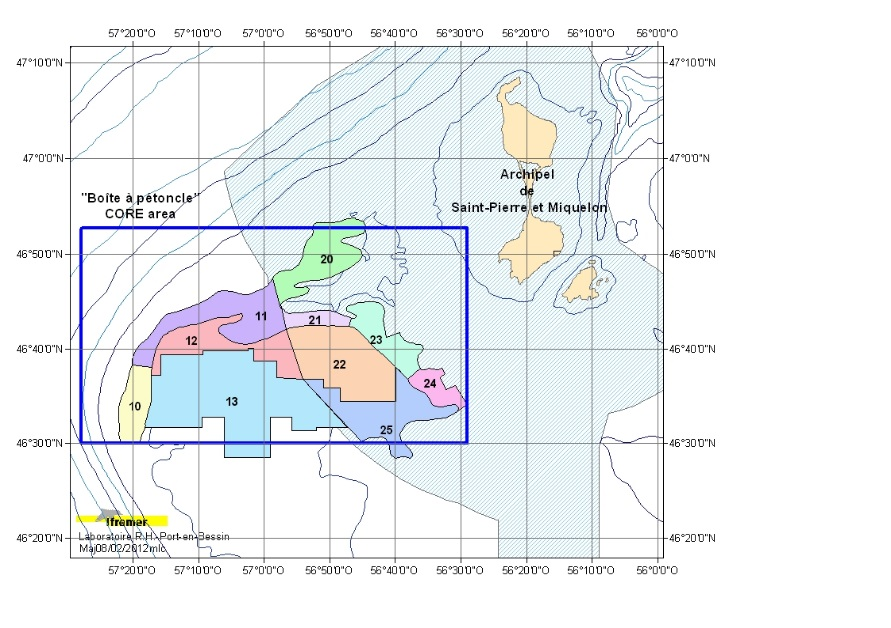 57°20'0"O 57°10'0"O 57°0'0"O 56°50'0"O 56°40'0"O 56°30'0"O 56°20'0"O 56°10'0"O 56°0'0"O
47°10'0"N 47°10'0"N
47°0'0"N 47°0'0"N
Archipel
de
Saint-Pierre et Miquelon
"Boîte à pétoncle"
CORE area
46°50'0"N 46°50'0"N
20
11
21
12
23
46°40'0"N 46°40'0"N
22
24
10
13
25
46°30'0"N 46°30'0"N
Ifremer
Laboratoire R.H.-Port-en-Bessin
Maj08/02/2012mlc
46°20'0"N 46°20'0"N
57°20'0"O 57°10'0"O 57°0'0"O 56°50'0"O 56°40'0"O 56°30'0"O 56°20'0"O 56°10'0"O 56°0'0"O